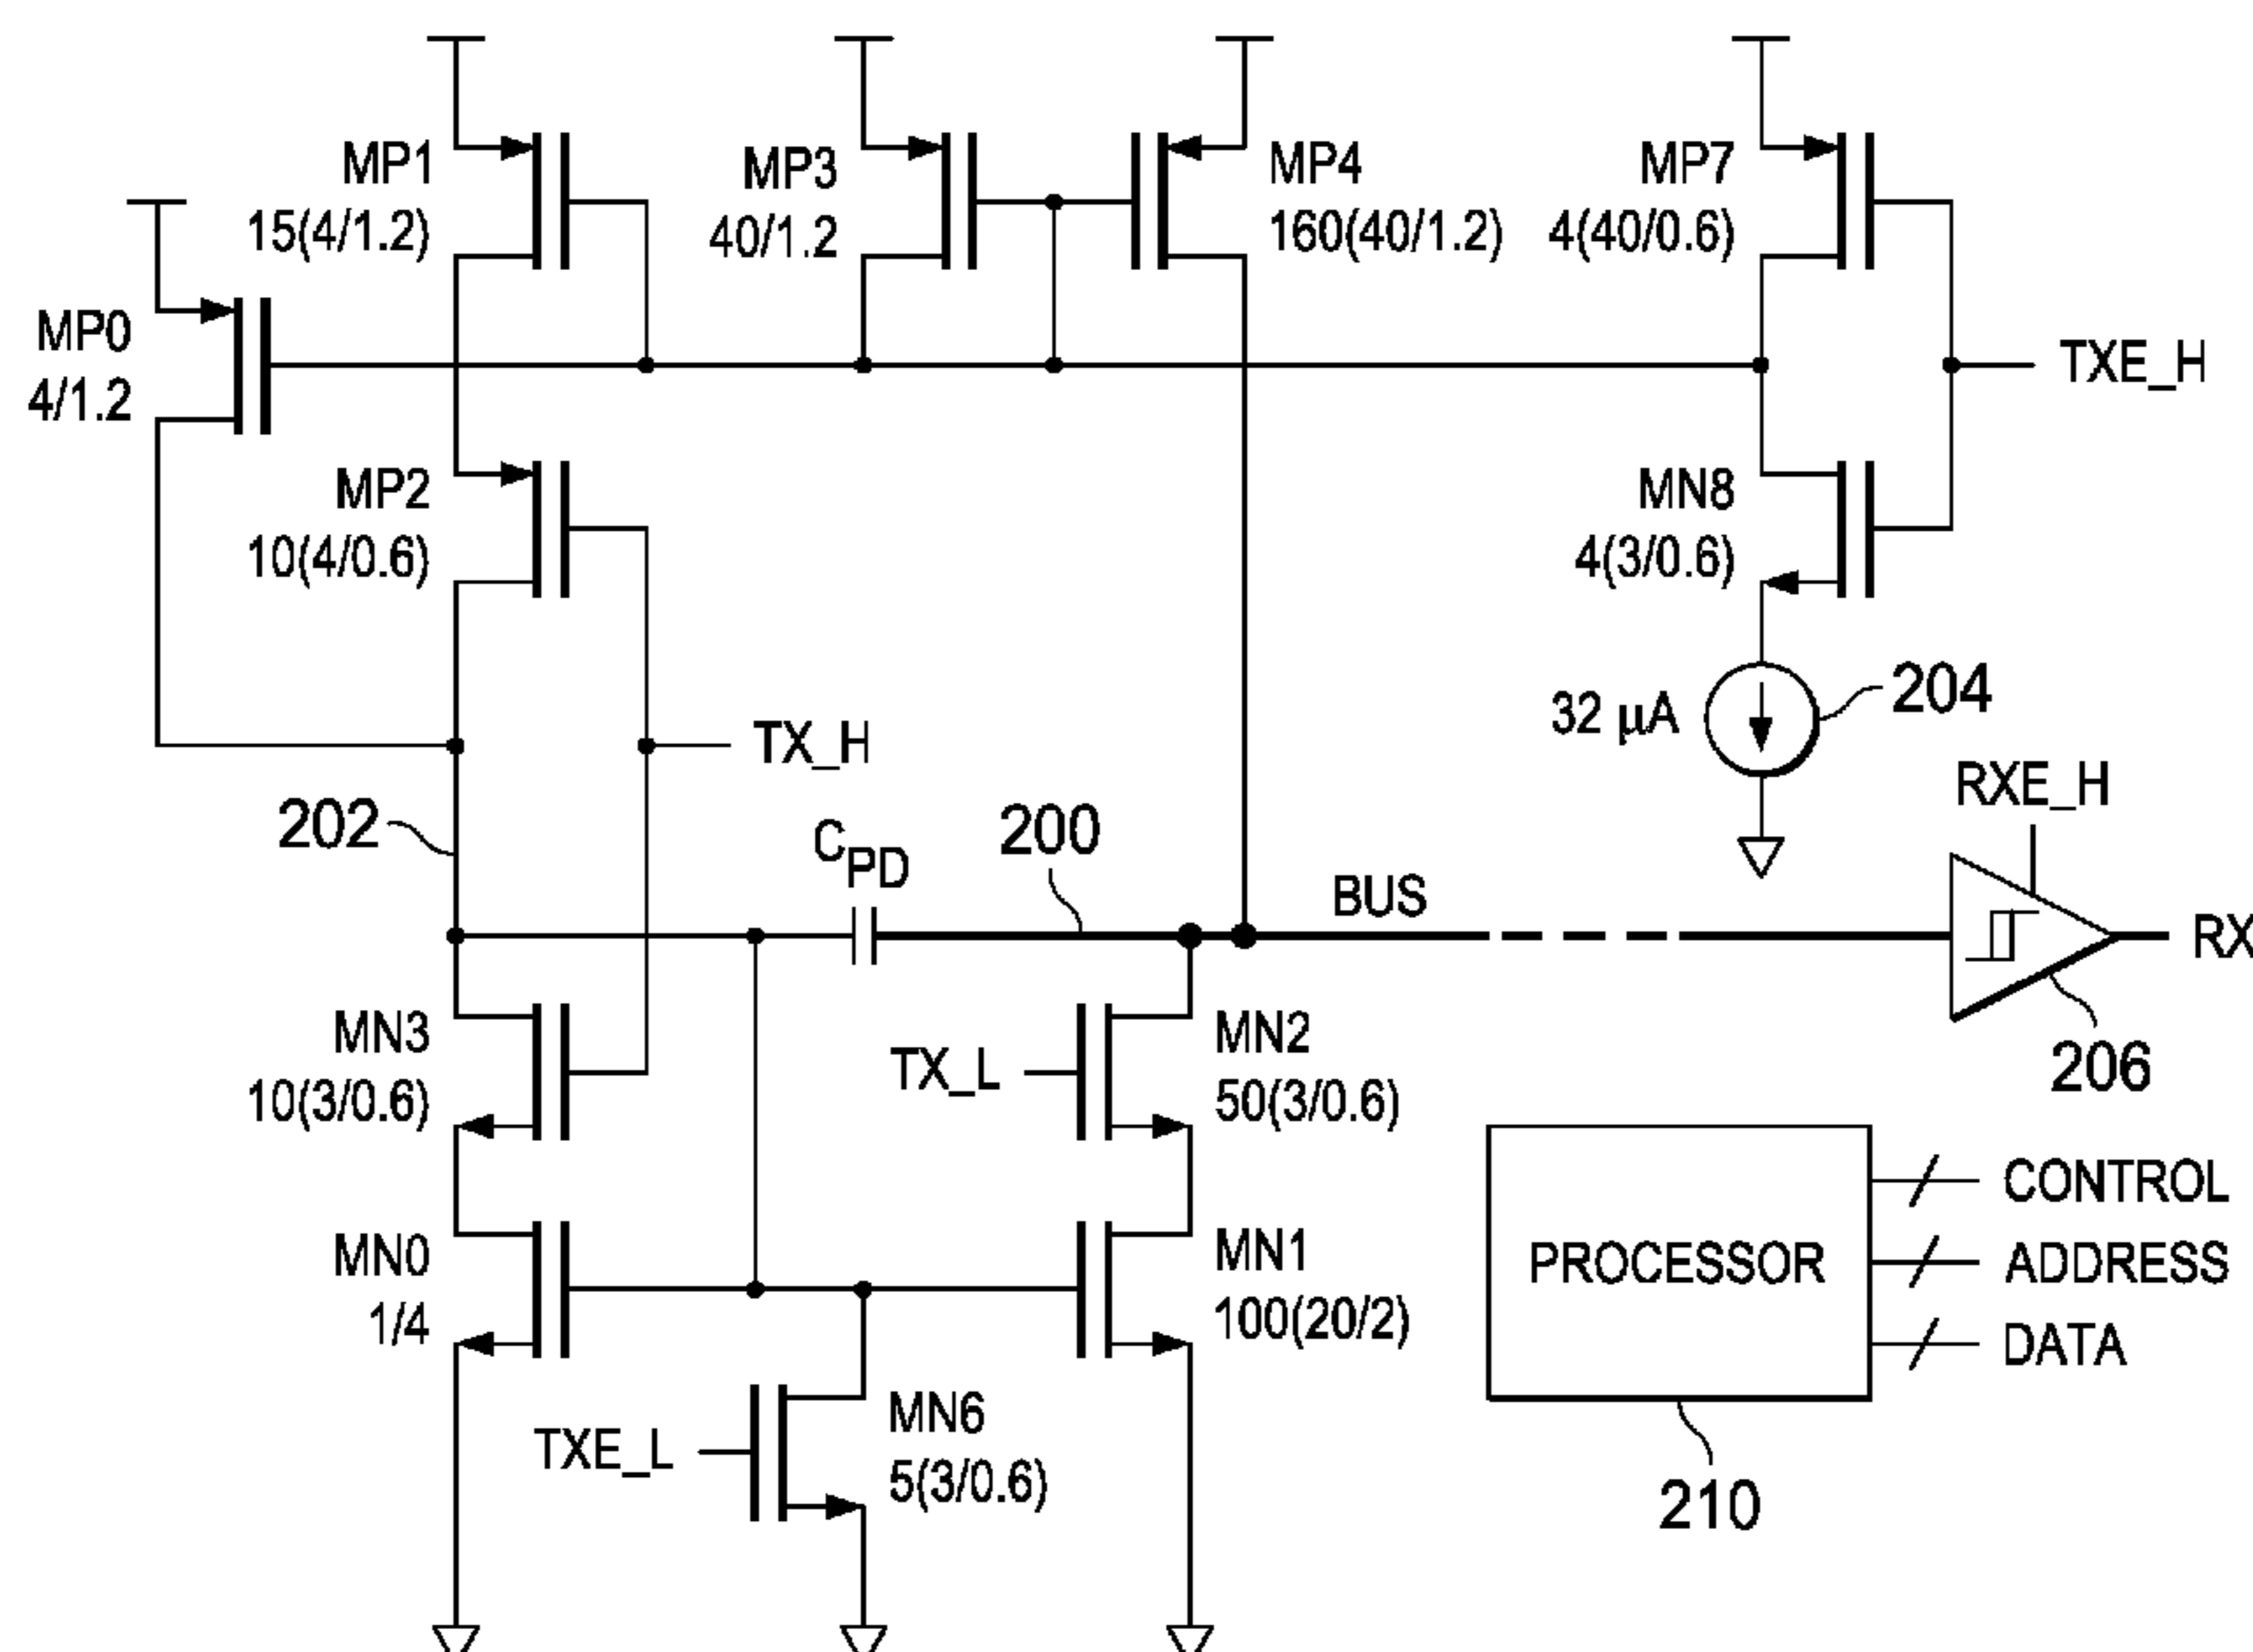 MP1
15(4/1.2)
MP3
40/1.2
MP4
160(40/1.2)
MP7
4(40/0.6)
MP0
4/1.2
TXE_H
MP2
10(4/0.6)
MN8
4(3/0.6)
TX_H
32 µA
204
202
CPD
200
BUS
RXE_H
RX
206
MN3
10(3/0.6)
TX_L
MN2
50(3/0.6)
MN0
1/4
MN1
100(20/2)
PROCESSOR
CONTROL
ADDRESS
DATA
TXE_L
MN6
5(3/0.6)
210